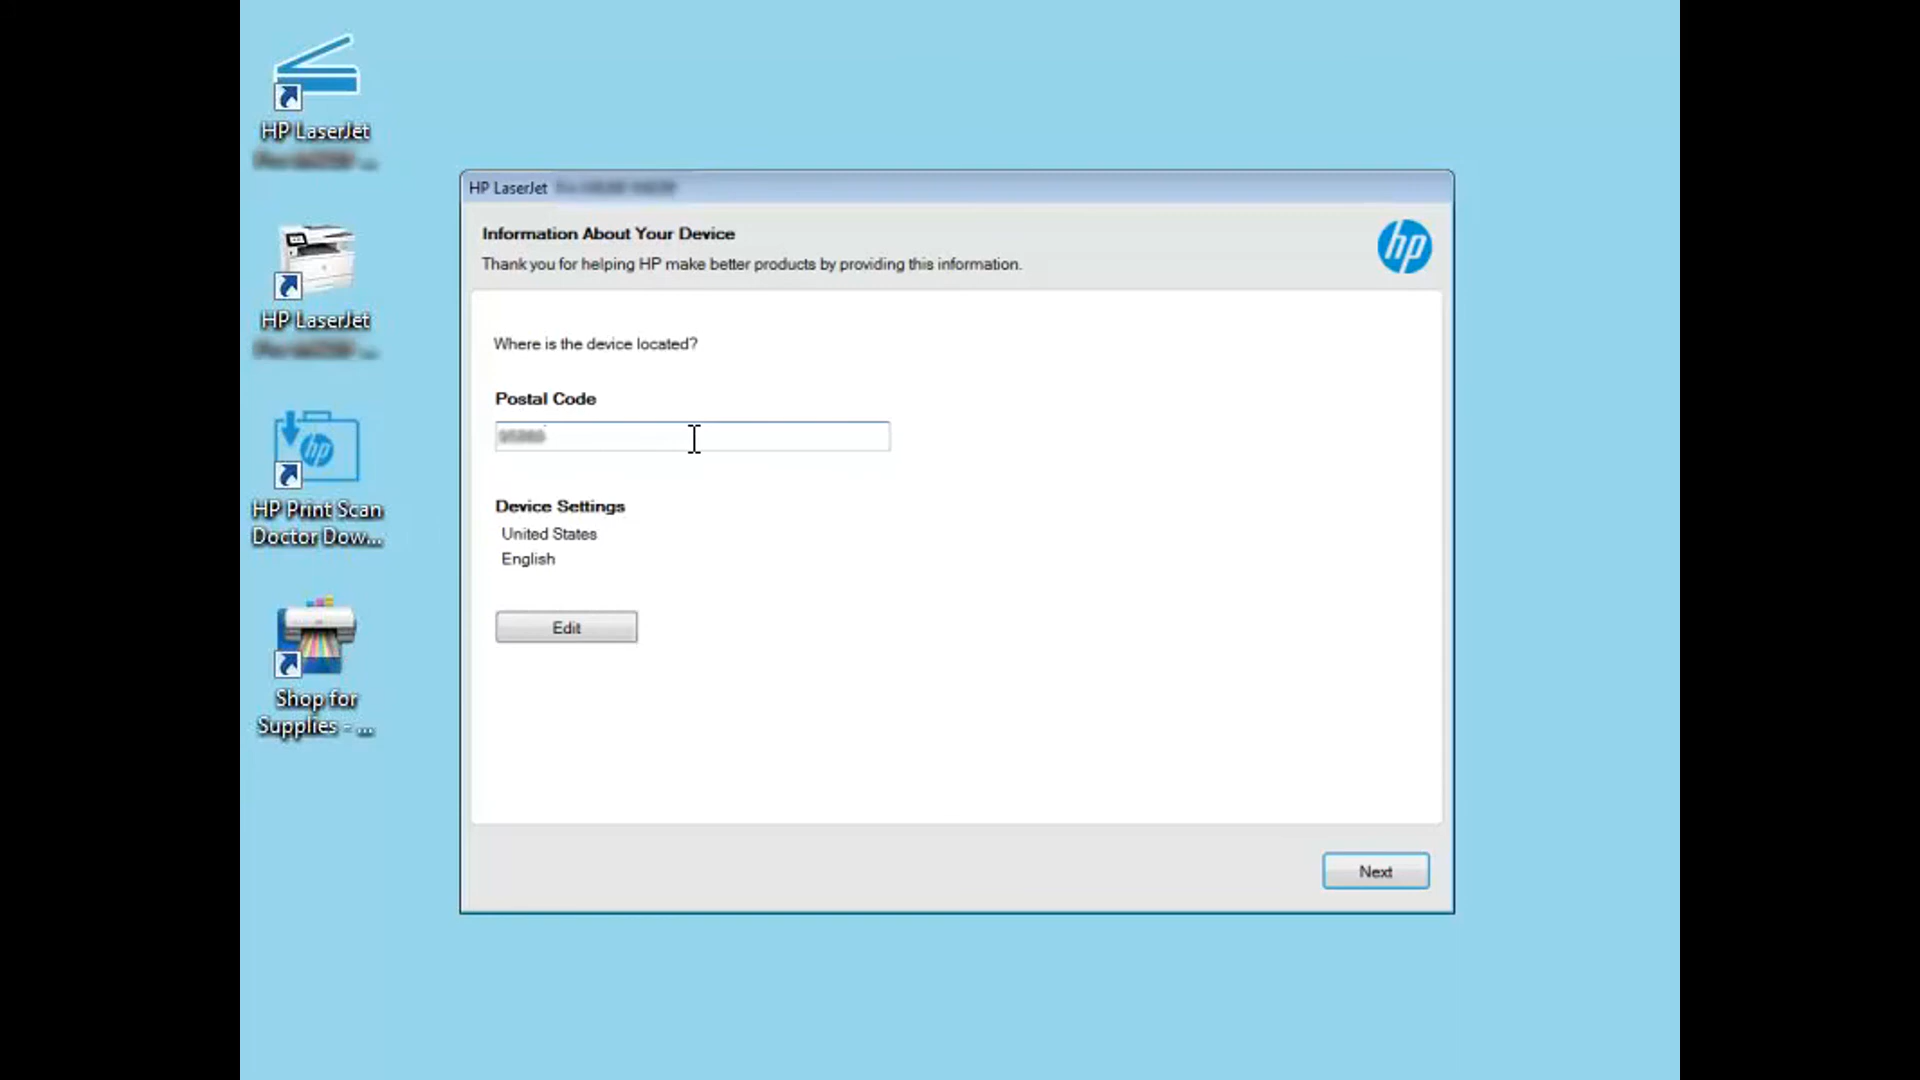 HP LaserJet
HP LaserJet
HP Print Scan
Doctor Dow...
Shop for
Supplies - ...
HP LaserJet
Information About Your Device
Thank you for helping HP make better products by providing this information.
hp
Where is the device located?
Postal Code
Device Settings
United States
English
Edit
Next